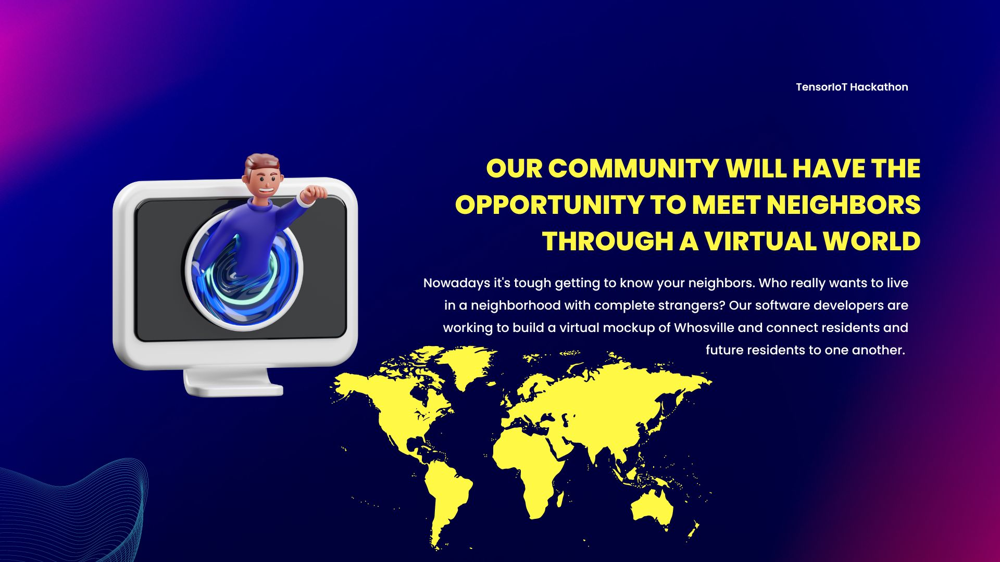 TensorIoT Hackathon
OUR COMMUNITY WILL HAVE THE
OPPORTUNITY TO MEET NEIGHBORS
THROUGH A VIRTUAL WORLD
Nowadays it's tough getting to know your neighbors. Who really wants to live
in a neighborhood with complete strangers? Our software developers are
working to build a virtual mockup of Whosville and connect residents and
future residents to one another.